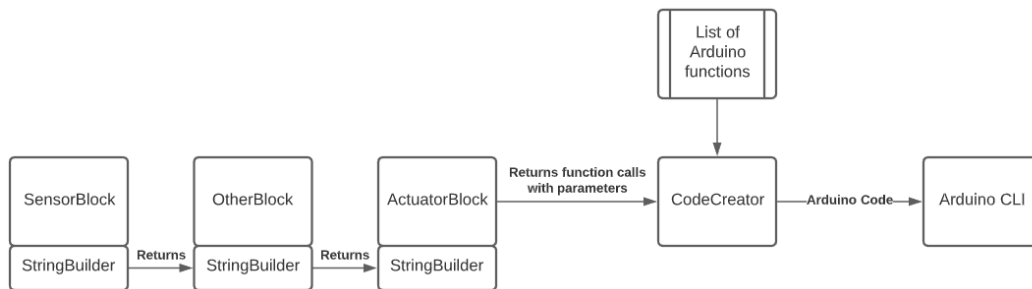 List of
Arduino
functions
SensorBlock
OtherBlock
ActuatorBlock
Returns function calls
with parameters
CodeCreator
Arduino Code
Arduino CLI
StringBuilder
Returns
StringBuilder
Returns
StringBuilder